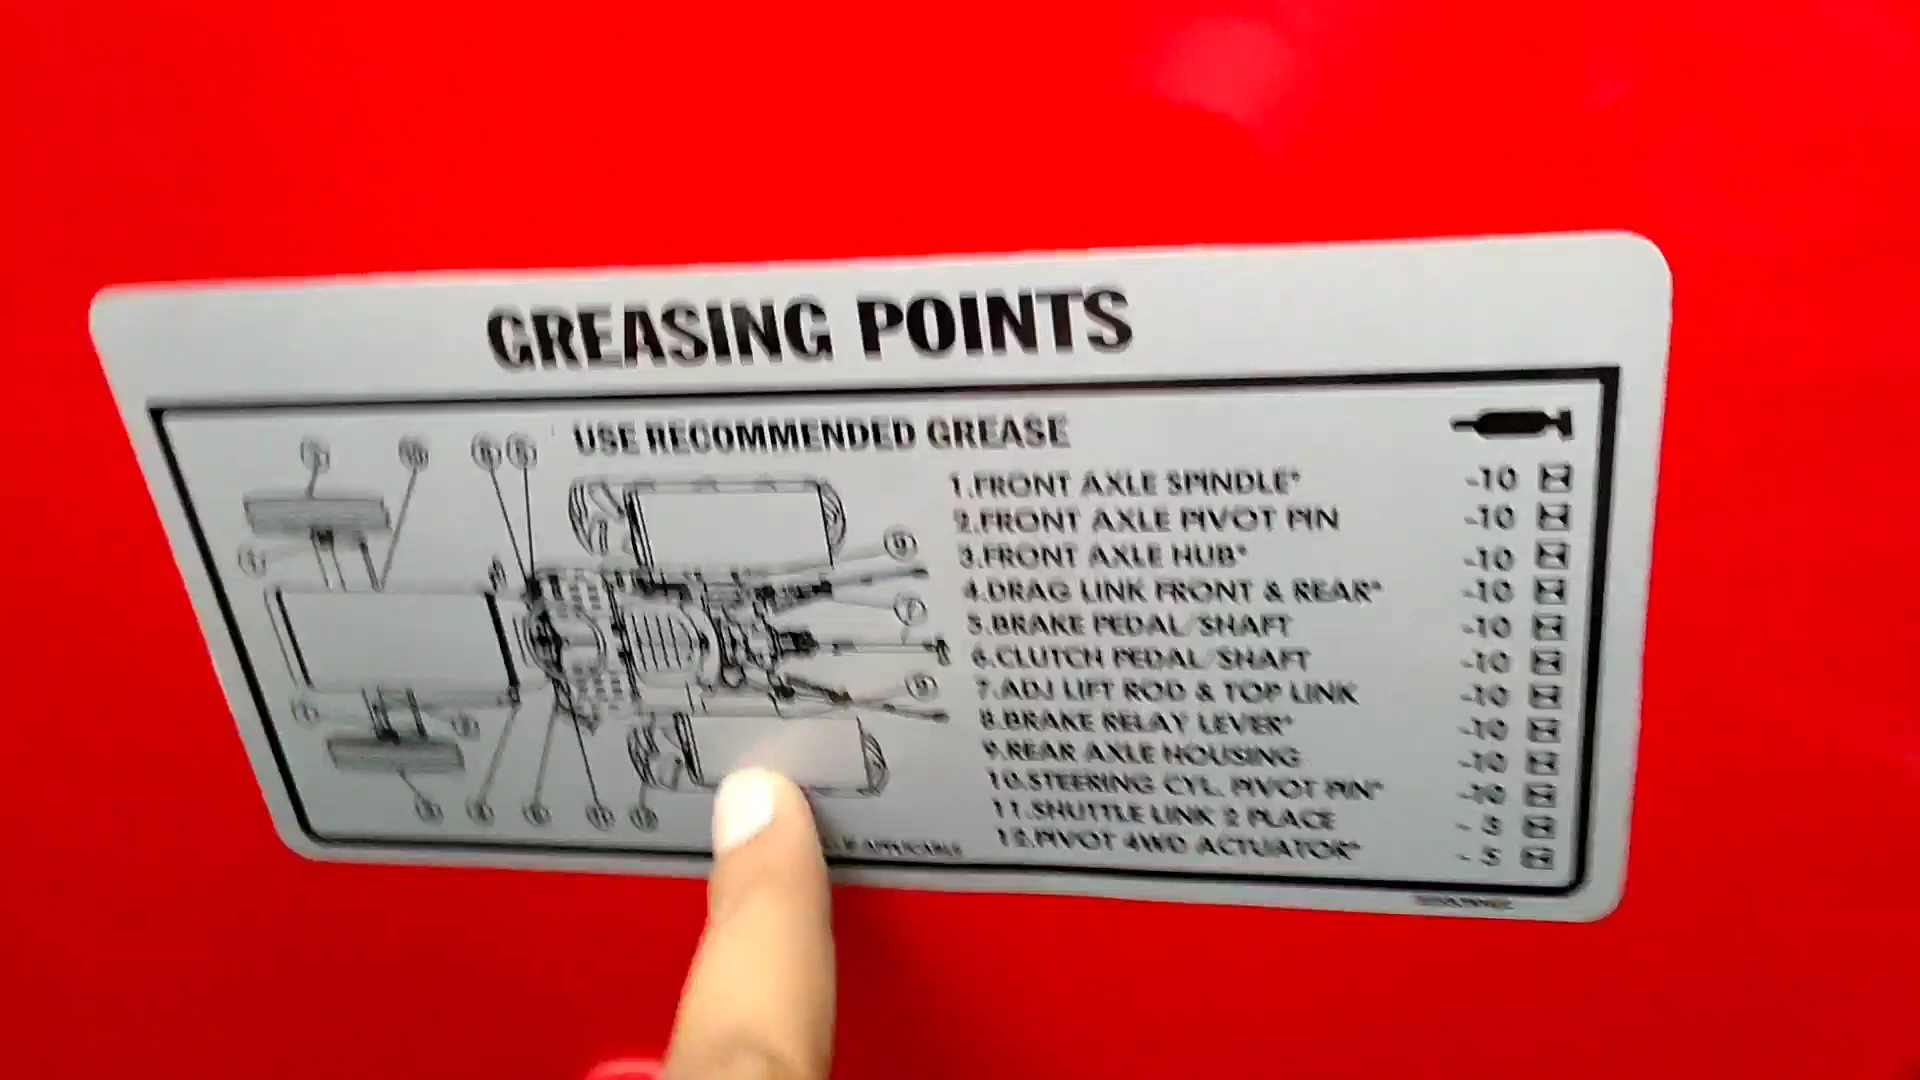 GREASING POINTS
USE RECOMMENDED GREASE
1.FRONT AXLE SPINDLE* -10
2.FRONT AXLE PIVOT PIN -10
3.FRONT AXLE HUB* -10
4.DRAG LINK FRONT & REAR* -10
5.BRAKE PEDAL/SHAFT -10
6.CLUTCH PEDAL/SHAFT -10
7.ADJ LIFT ROD & TOP LINK -10
8.BRAKE RELAY LEVER* -10
9.REAR AXLE HOUSING -10
10.STEERING CYL. PIVOT PIN* -10
11.SHUTTLE LINK 2 PLACE
12.PIVOT 4WD ACTUATOR* - 5
IF APPLICABLE